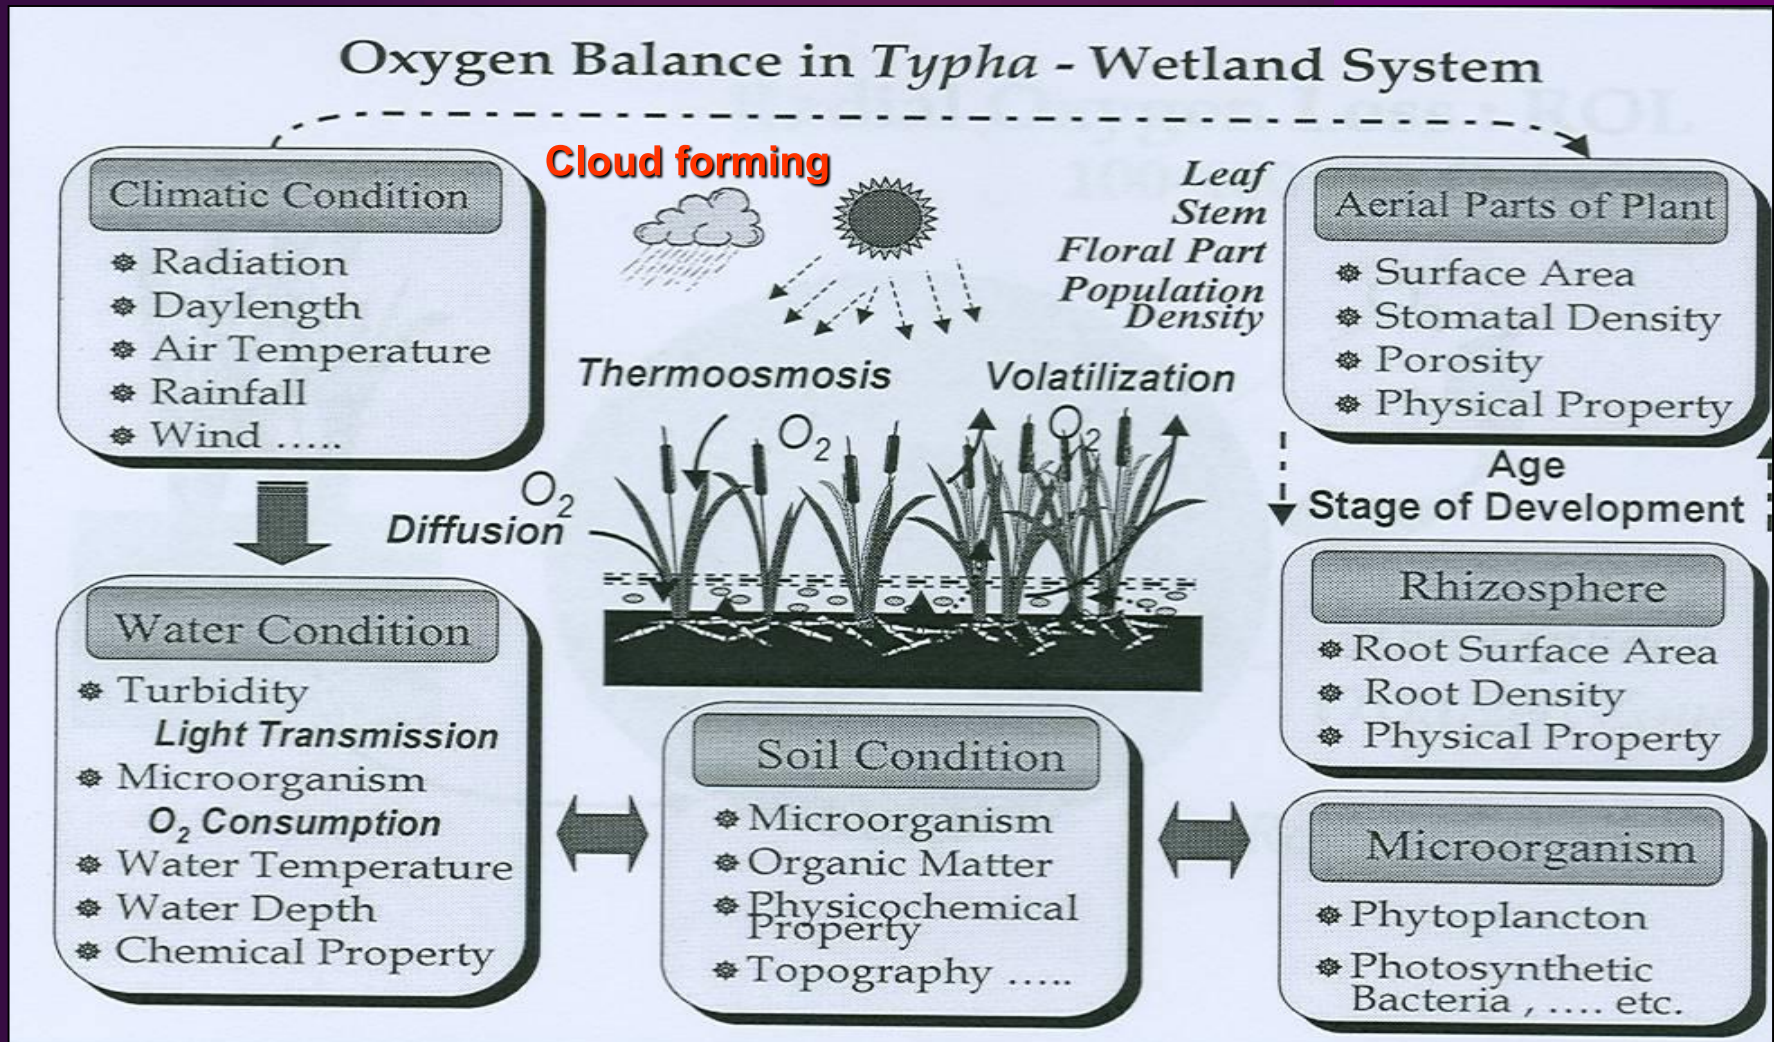 Oxygen Balance in Typha - Wetland System
Cloud forming
Climatic Condition
Radiation
Daylength
Air Temperature
Rainfall
Wind .....
Leaf
Stem
Floral Part
Population
Density
Aerial Parts of Plant
Surface Area
Stomatal Density
Porosity
Physical Property
Thermoosmosis
Volatilization
O2
O2
O2
Diffusion
Age
Stage of Development
Water Condition
Turbidity
Light Transmission
Microorganism
O2 Consumption
Water Temperature
Water Depth
Chemical Property
Soil Condition
Microorganism
Organic Matter
Physicochemical
Property
Topography .....
Rhizosphere
Root Surface Area
Root Density
Physical Property
Microorganism
Phytoplancton
Photosynthetic
Bacteria , .... etc.